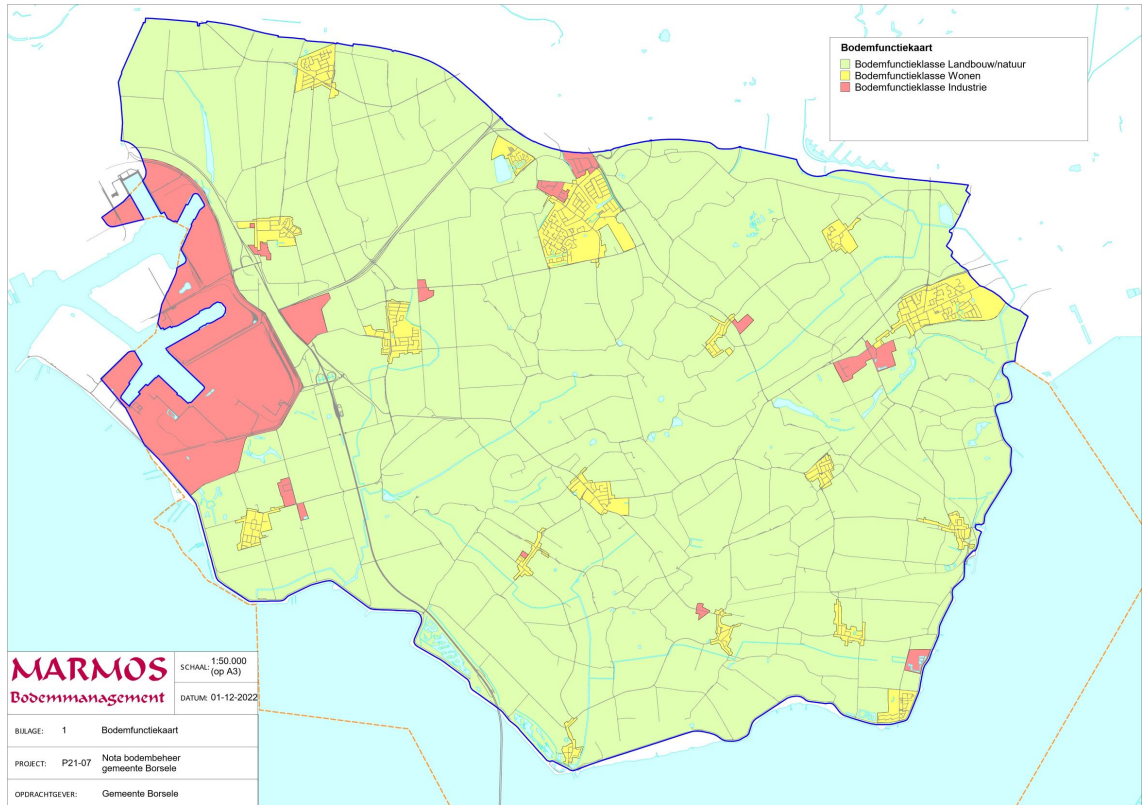 Bodemfunctiekaart
Bodemfunctieklasse Landbouw/natuur
Bodemfunctieklasse Wonen
Bodemfunctieklasse Industrie
MARMOS
Bodemmanagement
SCHAAL: 1:50.000
(op A3)
DATUM: 01-12-2022
BIJLAGE: 1 Bodemfunctiekaart
PROJECT: P21-07 Nota bodembeheer
gemeente Borsele
OPDRACHTGEVER: Gemeente Borsele